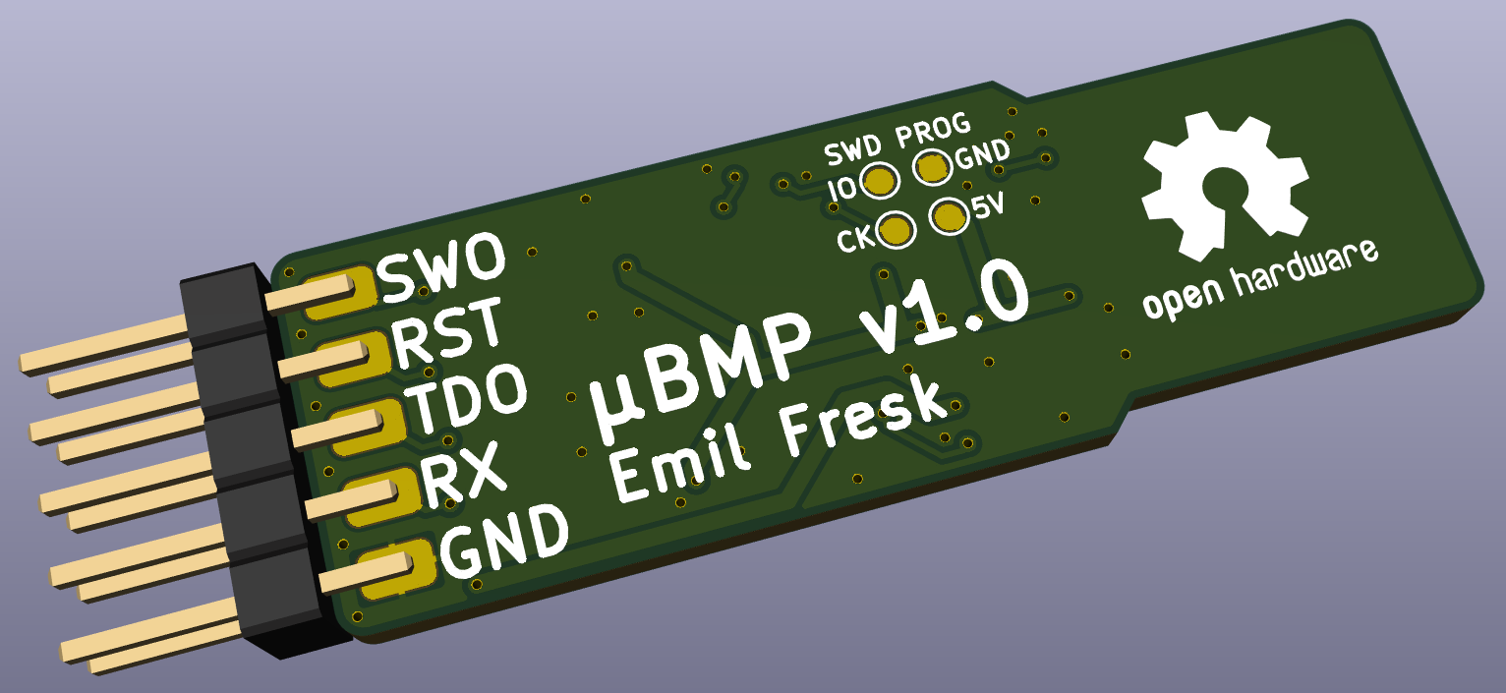 SWD PROG
IO GND
CK 5V
SWO
RST
TDO
RX
GND
µBMP v1.0
Emil Fresk
open hardware